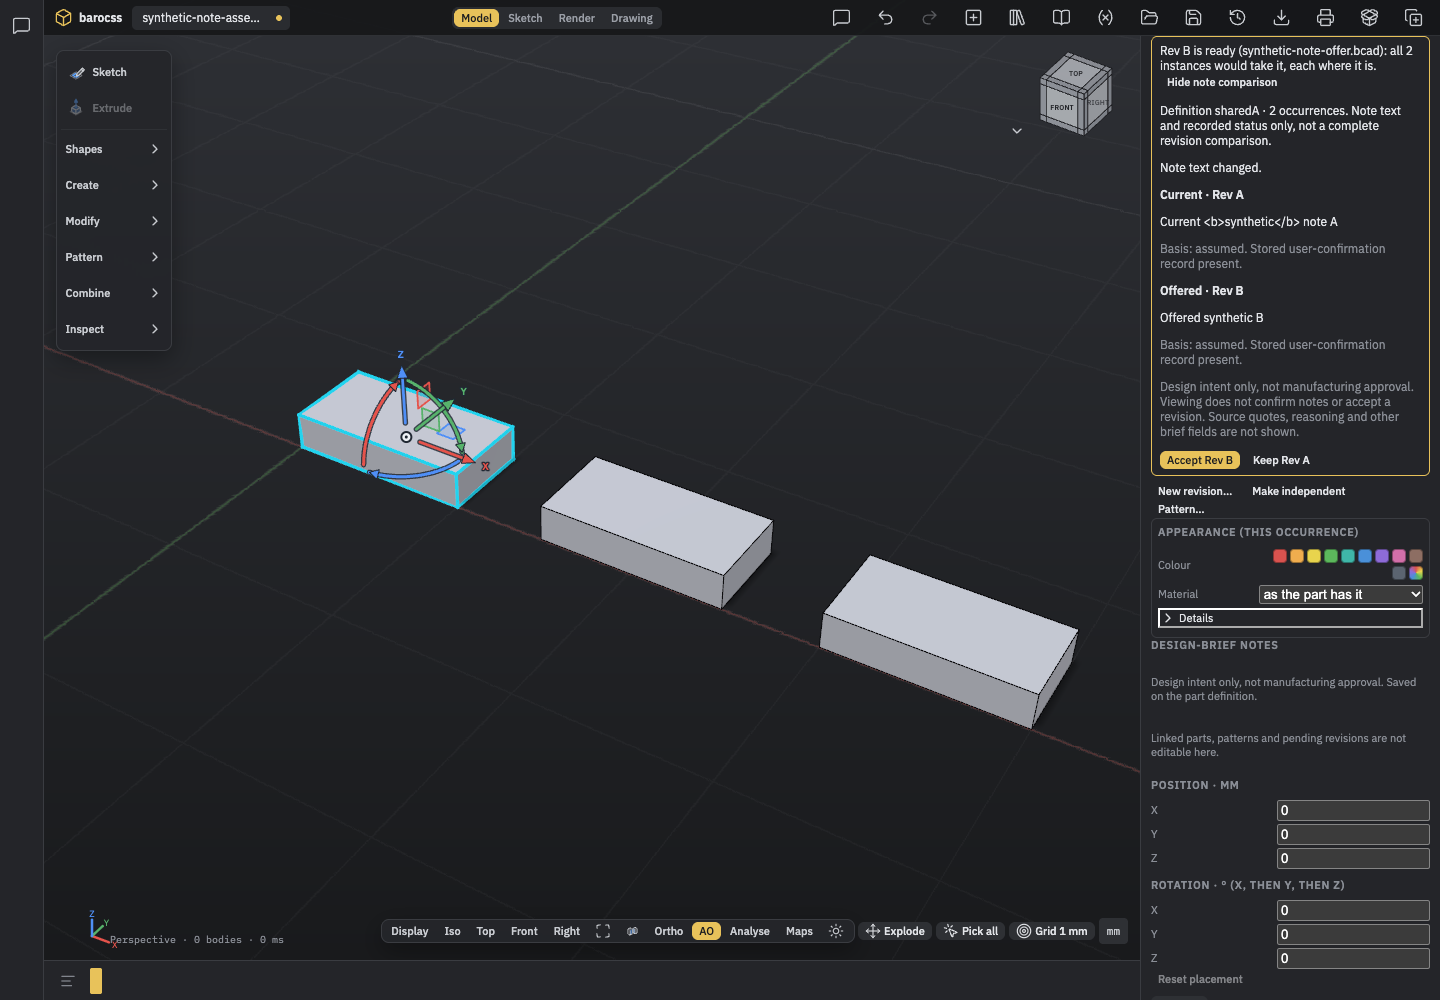 barocss
synthetic-note-asse...
Model
Sketch
Render
Drawing
Sketch
Extrude
Shapes
Create
Modify
Pattern
Combine
Inspect
TOP
FRONT
RIGHT
Z
Y
X
Rev B is ready (synthetic-note-offer.bcad): all 2
instances would take it, each where it is.
Hide note comparison
Definition sharedA · 2 occurrences. Note text
and recorded status only, not a complete
revision comparison.
Note text changed.
Current · Rev A
Current <b>synthetic</b> note A
Basis: assumed. Stored user-confirmation
record present.
Offered · Rev B
Offered synthetic B
Basis: assumed. Stored user-confirmation
record present.
Design intent only, not manufacturing approval.
Viewing does not confirm notes or accept a
revision. Source quotes, reasoning and other
brief fields are not shown.
Accept Rev B
Keep Rev A
New revision...
Make independent
Pattern...
APPEARANCE (THIS OCCURRENCE)
Colour
Material
as the part has it
Details
DESIGN-BRIEF NOTES
Design intent only, not manufacturing approval. Saved
on the part definition.
Linked parts, patterns and pending revisions are not
editable here.
POSITION · MM
X 0
Y 0
Z 0
ROTATION · ° (X, THEN Y, THEN Z)
X 0
Y 0
Z 0
Reset placement
Z
Y
X
Perspective · 0 bodies · 0 ms
Display
Iso
Top
Front
Right
Ortho
AO
Analyse
Maps
Explode
Pick all
Grid 1 mm
mm